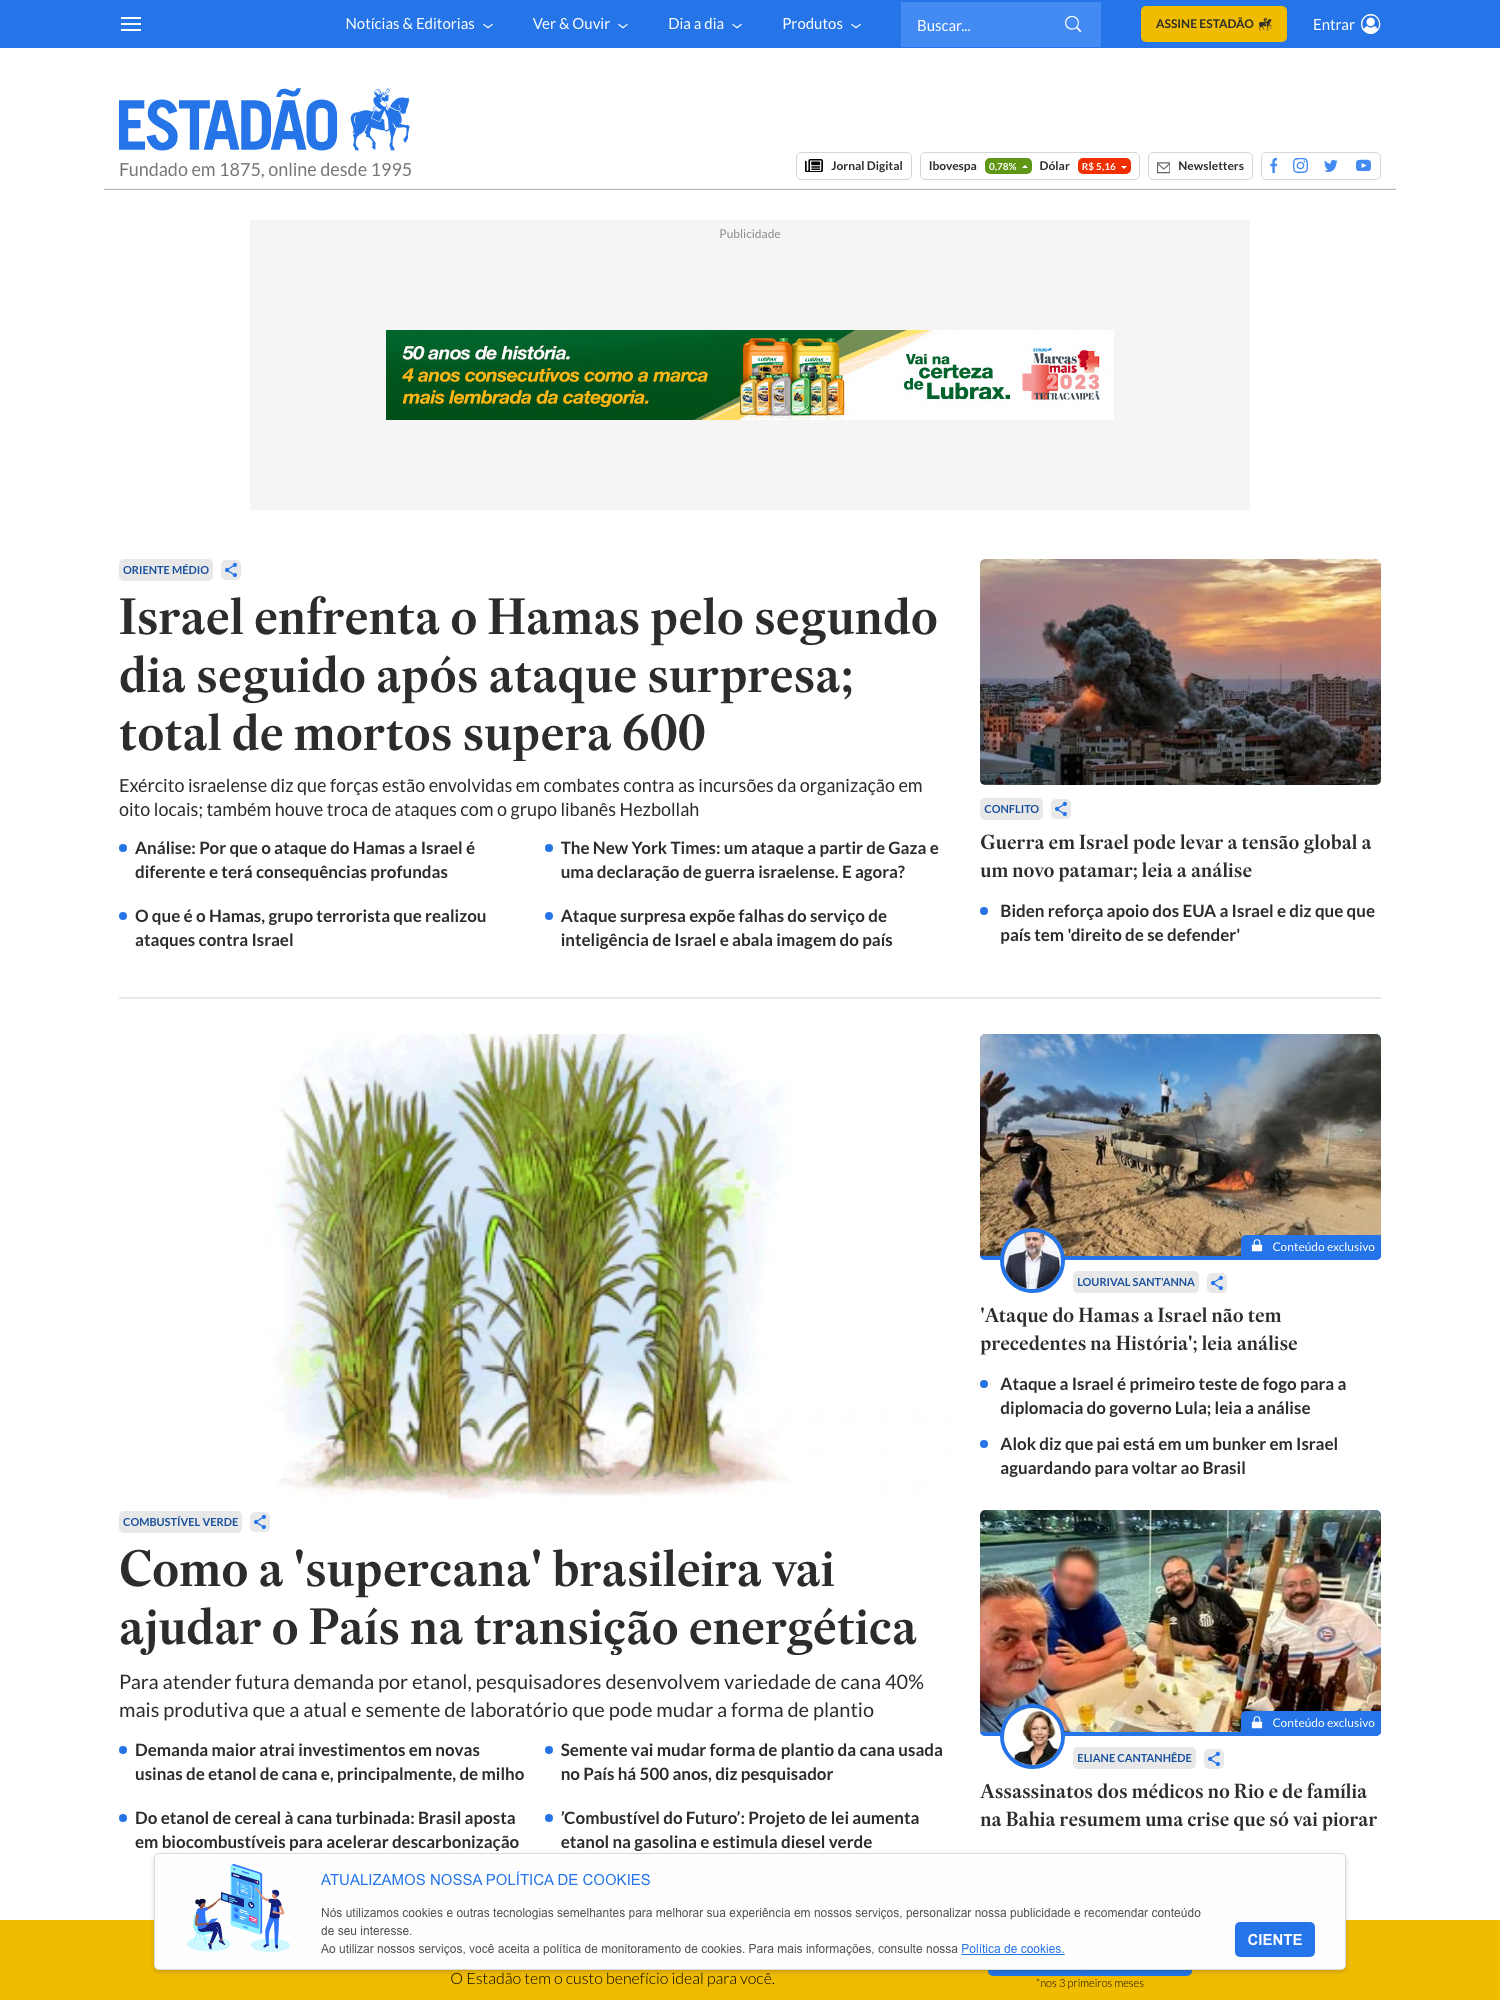 Notícias & Editorias
Ver & Ouvir
Dia a dia
Produtos
Buscar...
ASSINE ESTADÃO
Entrar
ESTADÃO
Fundado em 1875, online desde 1995
Jornal Digital
Ibovespa 0,78% Dólar R$ 5,16
Newsletters
Publicidade
50 anos de história.
4 anos consecutivos como a marca
mais lembrada da categoria.
Vai na
certeza
de Lubrax.
Marcas
mais
2023
TETRACAMPEÃ
ORIENTE MÉDIO
Israel enfrenta o Hamas pelo segundo
dia seguido após ataque surpresa;
total de mortos supera 600
Exército israelense diz que forças estão envolvidas em combates contra as incursões da organização em
oito locais; também houve troca de ataques com o grupo libanês Hezbollah
Análise: Por que o ataque do Hamas a Israel é
diferente e terá consequências profundas
The New York Times: um ataque a partir de Gaza e
uma declaração de guerra israelense. E agora?
O que é o Hamas, grupo terrorista que realizou
ataques contra Israel
Ataque surpresa expõe falhas do serviço de
inteligência de Israel e abala imagem do país
CONFLITO
Guerra em Israel pode levar a tensão global a
um novo patamar; leia a análise
Biden reforça apoio dos EUA a Israel e diz que que
país tem 'direito de se defender'
COMBUSTÍVEL VERDE
Como a 'supercana' brasileira vai
ajudar o País na transição energética
Para atender futura demanda por etanol, pesquisadores desenvolvem variedade de cana 40%
mais produtiva que a atual e semente de laboratório que pode mudar a forma de plantio
Demanda maior atrai investimentos em novas
usinas de etanol de cana e, principalmente, de milho
Semente vai mudar forma de plantio da cana usada
no País há 500 anos, diz pesquisador
Do etanol de cereal à cana turbinada: Brasil aposta
em biocombustíveis para acelerar descarbonização
’Combustível do Futuro’: Projeto de lei aumenta
etanol na gasolina e estimula diesel verde
Conteúdo exclusivo
LOURIVAL SANT'ANNA
'Ataque do Hamas a Israel não tem
precedentes na História'; leia análise
Ataque a Israel é primeiro teste de fogo para a
diplomacia do governo Lula; leia a análise
Alok diz que pai está em um bunker em Israel
aguardando para voltar ao Brasil
Conteúdo exclusivo
ELIANE CANTANHÊDE
Assassinatos dos médicos no Rio e de família
na Bahia resumem uma crise que só vai piorar
ATUALIZAMOS NOSSA POLÍTICA DE COOKIES
Nós utilizamos cookies e outras tecnologias semelhantes para melhorar sua experiência em nossos serviços, personalizar nossa publicidade e recomendar conteúdo
de seu interesse.
Ao utilizar nossos serviços, você aceita a política de monitoramento de cookies. Para mais informações, consulte nossa Política de cookies.
CIENTE
O Estadão tem o custo benefício ideal para você.
*nos 3 primeiros meses